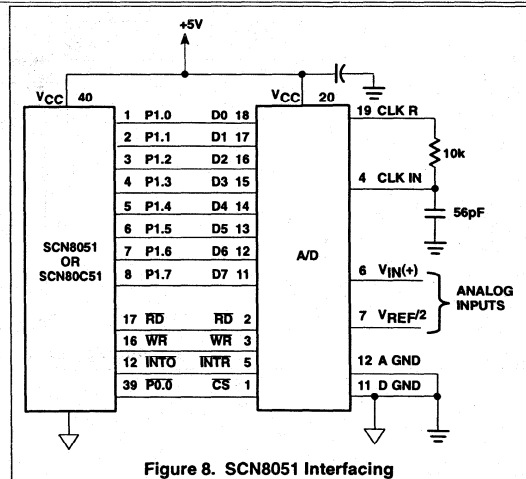 +5V
VCC 40
VCC 20
1 P1.0 D0 18
2 P1.1 D1 17
3 P1.2 D2 16
4 P1.3 D3 15
5 P1.4 D4 14
6 P1.5 D5 13
7 P1.6 D6 12
8 P1.7 D7 11
17 RD RD 2
16 WR WR 3
12 INTO INTR 5
39 P0.0 CS 1
SCN8051
OR
SCN80C51
A/D
19 CLK R
10k
4 CLK IN
56pF
6 VIN(+)
7 VREF/2
ANALOG
INPUTS
12 A GND
11 D GND
Figure 8. SCN8051 Interfacing